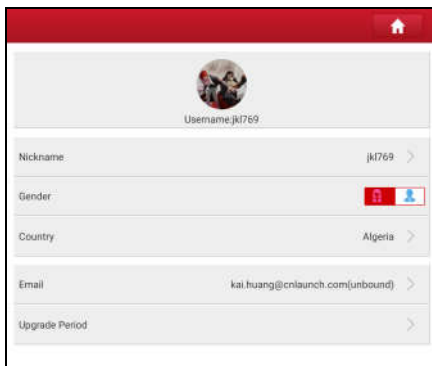 Username:jkl769
Nickname jkl769
Gender
Country Algeria
Email kai.huang@cnlaunch.com(unbound)
Upgrade Period